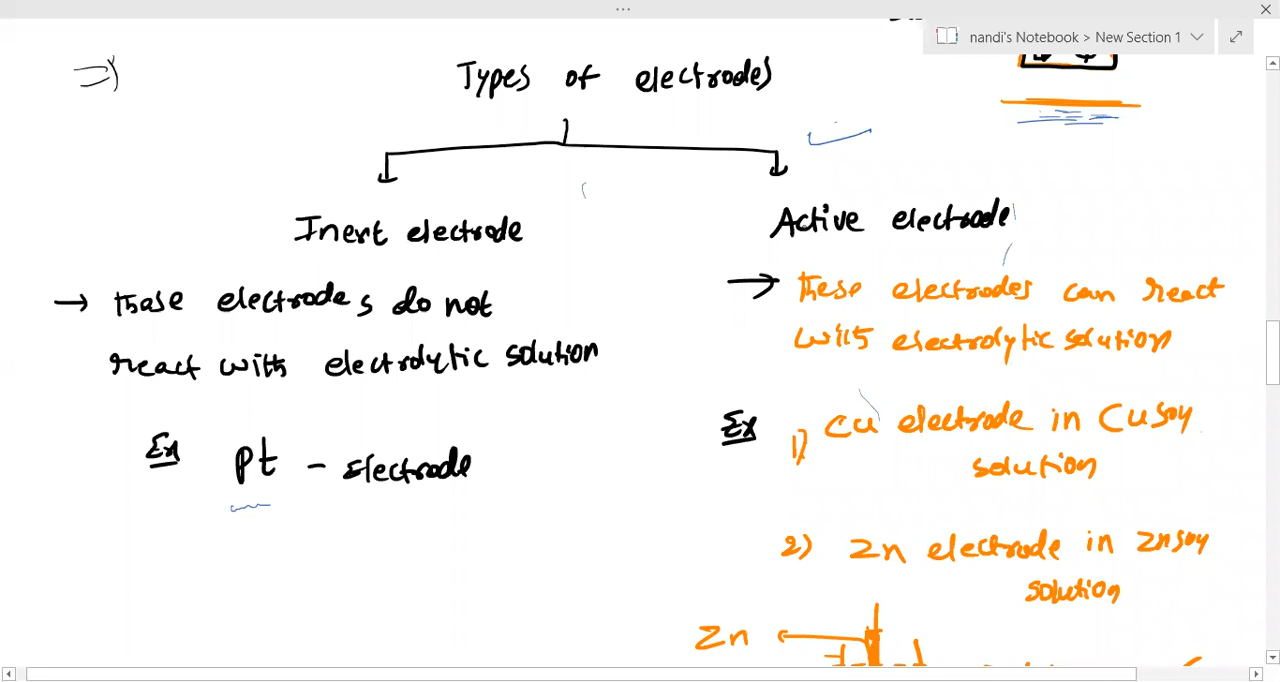 nandi's Notebook > New Section 1
Types of electrodes
Inert electrode
→ these electrodes do not
react with electrolytic solution
Ex pt - Electrode
Active electrode
→ these electrodes can react
with electrolytic solution
Ex 1) Cu electrode in CuSO4
solution
2) Zn electrode in ZnSO4
solution
Zn